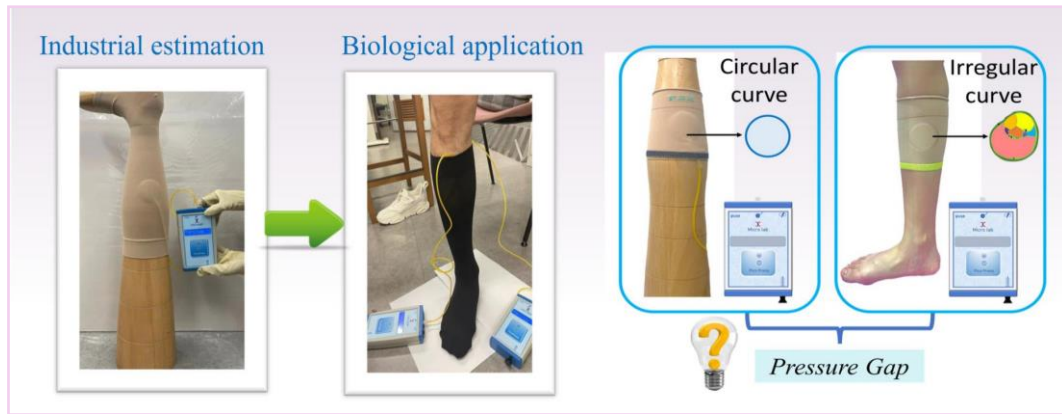 Industrial estimation
Biological application
Circular
curve
Irregular
curve
Pressure Gap